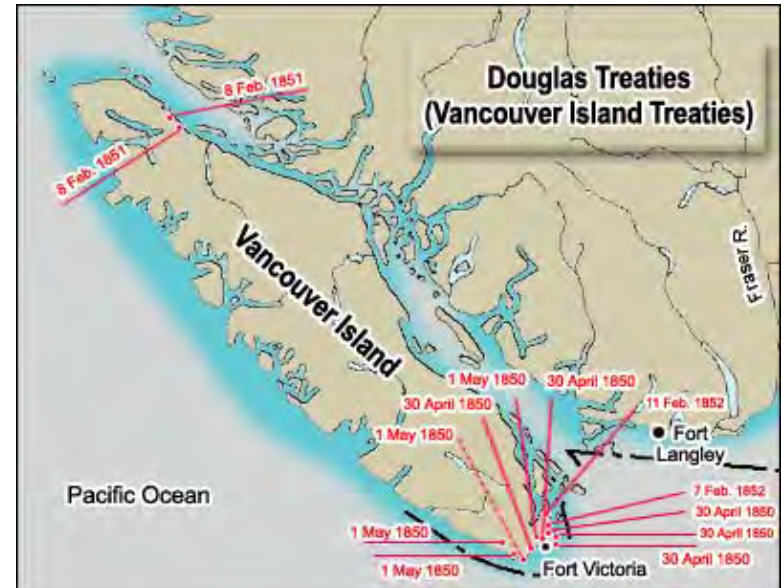 8 Feb. 1851
Douglas Treaties
(Vancouver Island Treaties)
8 Feb. 1851
Vancouver Island
Fraser R.
1 May 1850
30 April 1850
30 April 1850
11 Feb. 1852
1 May 1850
Fort
Langley
Pacific Ocean
7 Feb. 1852
30 April 1850
1 May 1850
30 April 1850
1 May 1850
Fort Victoria
30 April 1850